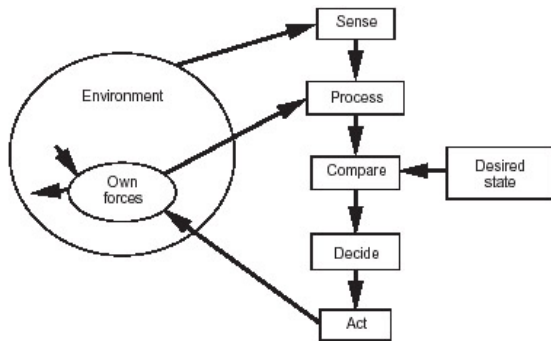 Sense
Environment
Process
Own
forces
Compare
Desired
state
Decide
Act